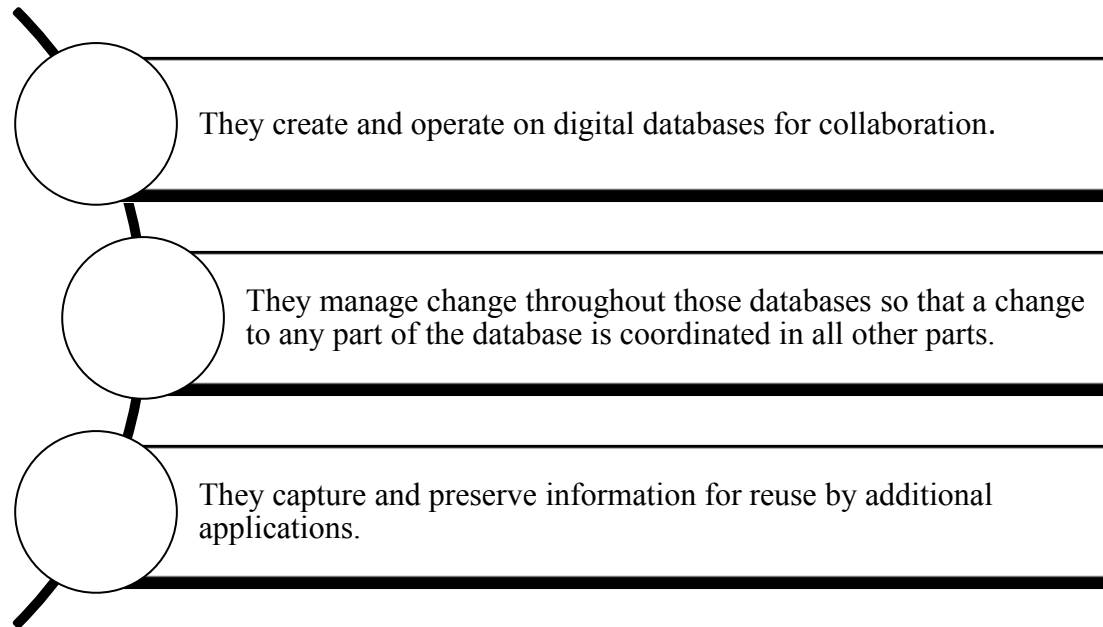 They create and operate on digital databases for collaboration.
They manage change throughout those databases so that a change
to any part of the database is coordinated in all other parts.
They capture and preserve information for reuse by additional
applications.